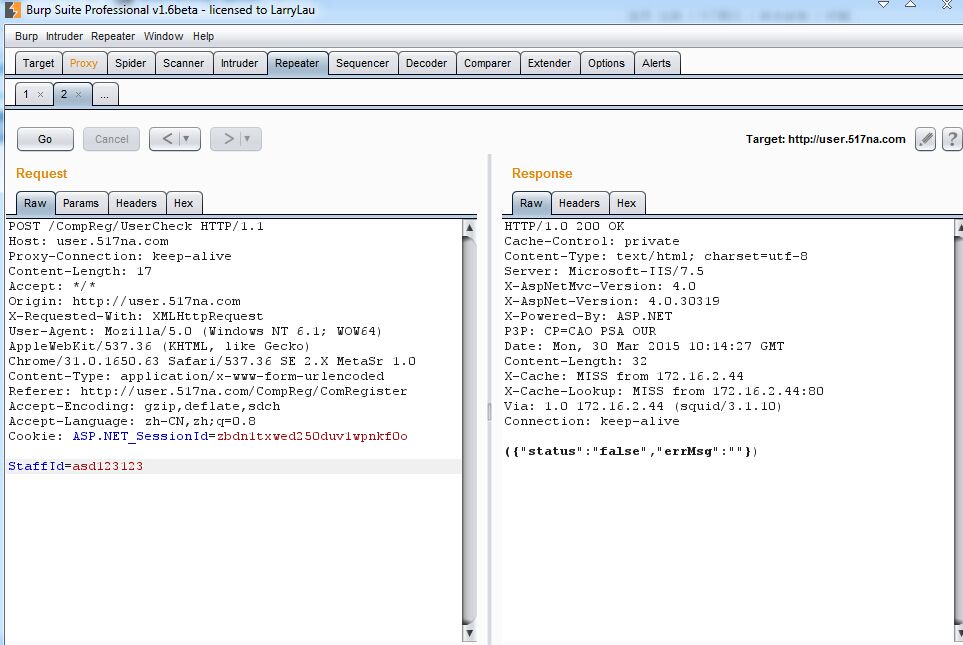 Burp Suite Professional v1.6beta - licensed to LarryLau
Burp Intruder Repeater Window Help
Target Proxy Spider Scanner Intruder Repeater Sequencer Decoder Comparer Extender Options Alerts
1 × 2 × ...
Go Cancel < > Target: http://user.517na.com ?
Request
Raw Params Headers Hex
POST /CompReg/UserCheck HTTP/1.1
Host: user.517na.com
Proxy-Connection: keep-alive
Content-Length: 17
Accept: */*
Origin: http://user.517na.com
X-Requested-With: XMLHttpRequest
User-Agent: Mozilla/5.0 (Windows NT 6.1; WOW64)
AppleWebKit/537.36 (KHTML, like Gecko)
Chrome/31.0.1650.63 Safari/537.36 SE 2.X MetaSr 1.0
Content-Type: application/x-www-form-urlencoded
Referer: http://user.517na.com/CompReg/ComRegister
Accept-Encoding: gzip,deflate,sdch
Accept-Language: zh-CN,zh;q=0.8
Cookie: ASP.NET_SessionId=zbdn1txwed250duv1wpnkf0o
StaffId=asd123123
Response
Raw Headers Hex
HTTP/1.0 200 OK
Cache-Control: private
Content-Type: text/html; charset=utf-8
Server: Microsoft-IIS/7.5
X-AspNetMvc-Version: 4.0
X-AspNet-Version: 4.0.30319
X-Powered-By: ASP.NET
P3P: CP=CAO PSA OUR
Date: Mon, 30 Mar 2015 10:14:27 GMT
Content-Length: 32
X-Cache: MISS from 172.16.2.44
X-Cache-Lookup: MISS from 172.16.2.44:80
Via: 1.0 172.16.2.44 (squid/3.1.10)
Connection: keep-alive
({"status":"false","errMsg":""})